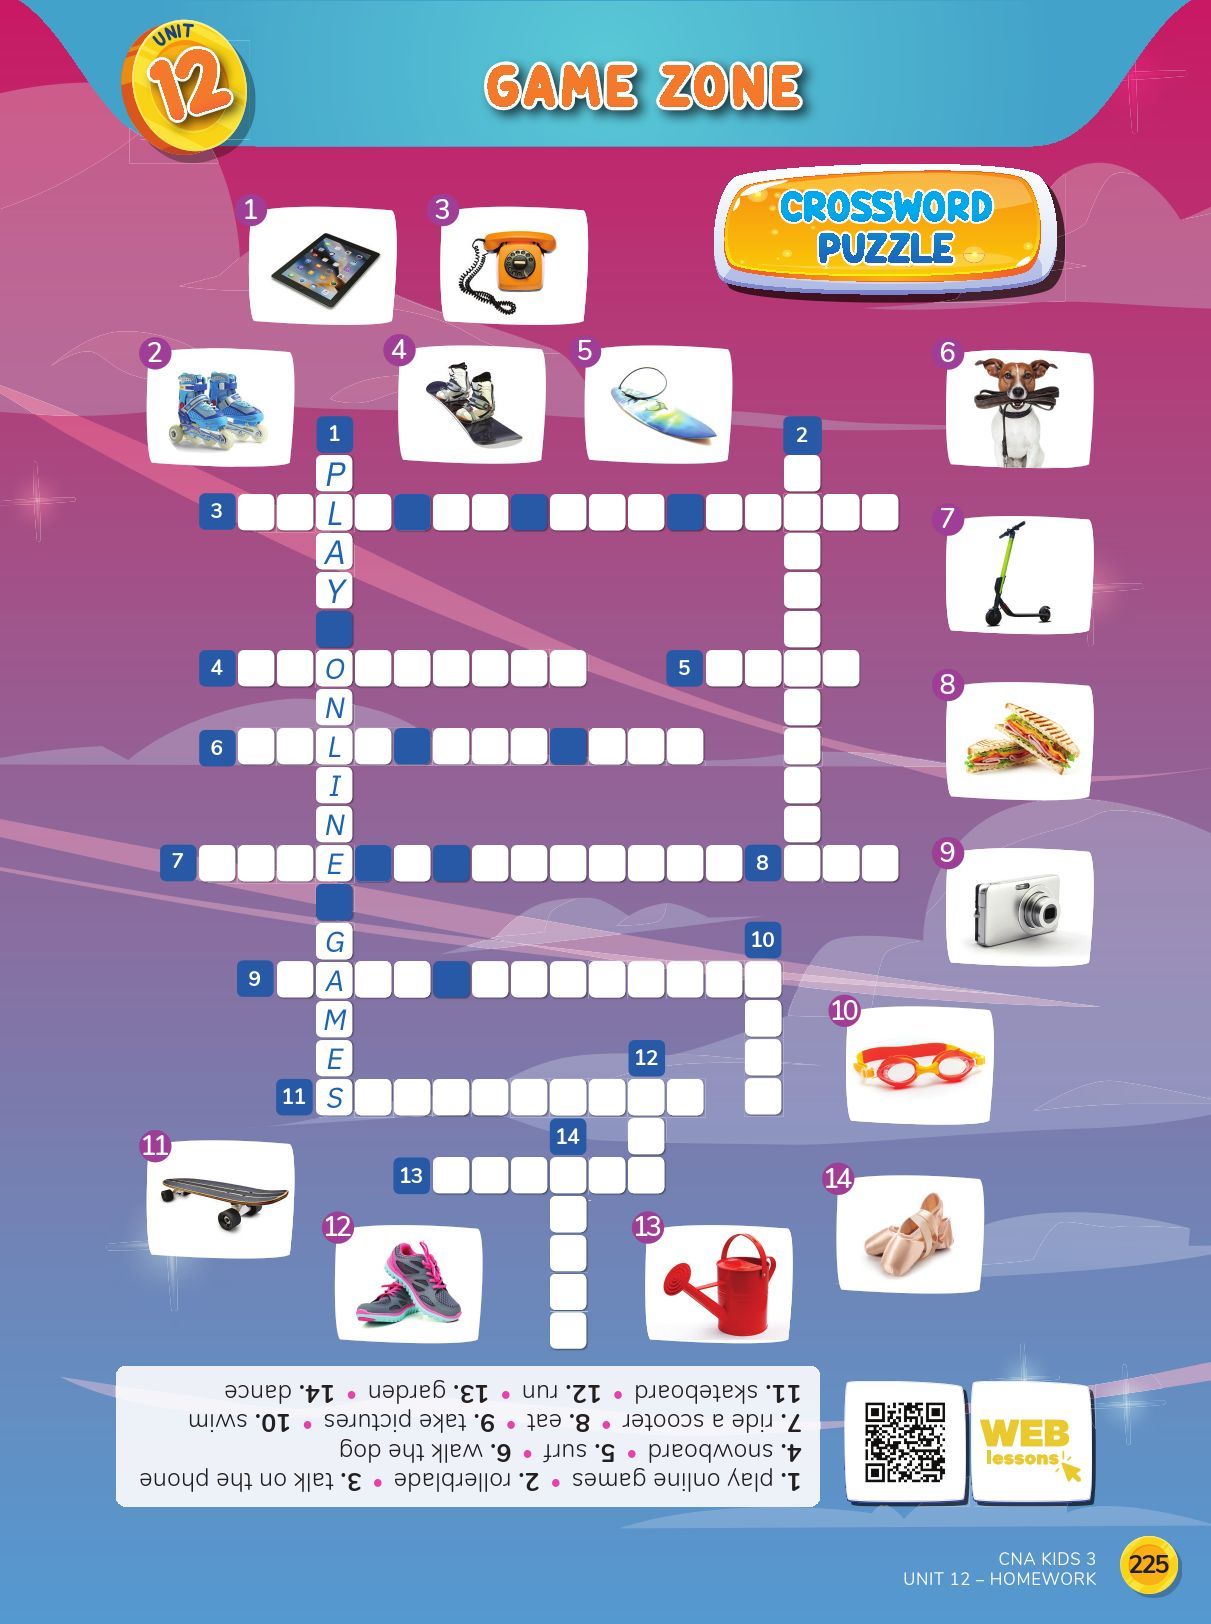 UNIT
12
GAME ZONE
CROSSWORD
PUZZLE
1
3
2
4
5
6
1
2
P
3
L
7
A
Y
4
O
5
8
N
6
L
I
N
9
7
E
8
G
10
9
A
M
10
E
12
11
S
14
11
13
14
12
13
1. play online games • 2. rollerblade • 3. talk on the phone
4. snowboard • 5. surf • 6. walk the dog
7. ride a scooter • 8. eat • 9. take pictures • 10. swim
11. skateboard • 12. run • 13. garden • 14. dance
WEB
lessons
CNA KIDS 3
UNIT 12 – HOMEWORK
225